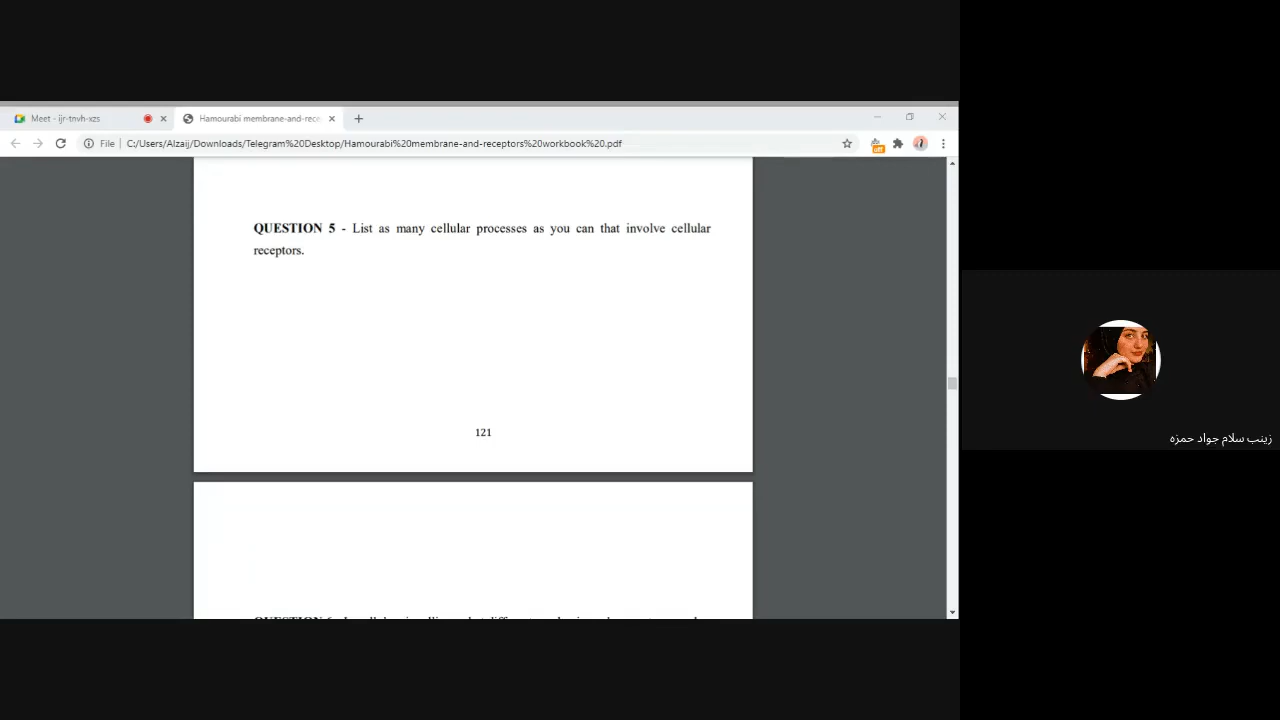 Meet - ijr-tnvh-xzs
Hamourabi membrane-and-rece
File
C:/Users/Alzaij/Downloads/Telegram%20Desktop/Hamourabi%20membrane-and-receptors%20workbook%20.pdf
off
QUESTION 5 - List as many cellular processes as you can that involve cellular
receptors.
121
زينب سلام جواد حمزه